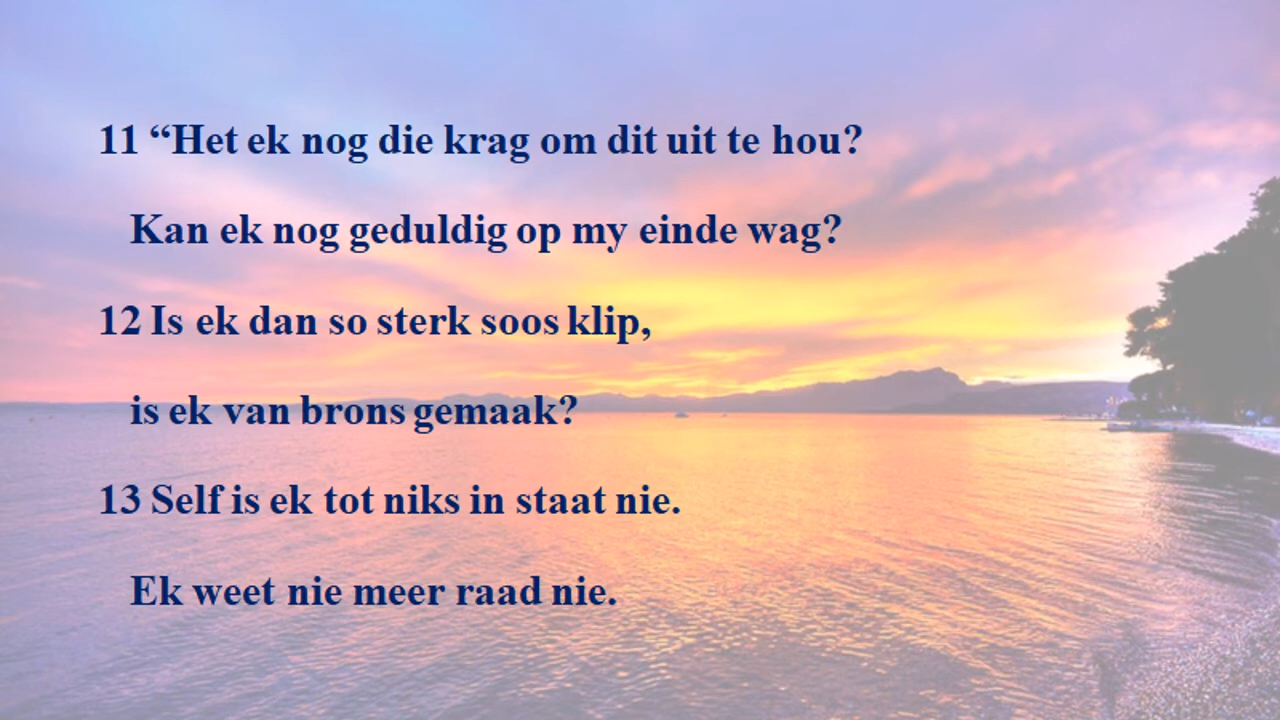 11 “Het ek nog die krag om dit uit te hou?
Kan ek nog geduldig op my einde wag?
12 Is ek dan so sterk soos klip,
is ek van brons gemaak?
13 Self is ek tot niks in staat nie.
Ek weet nie meer raad nie.